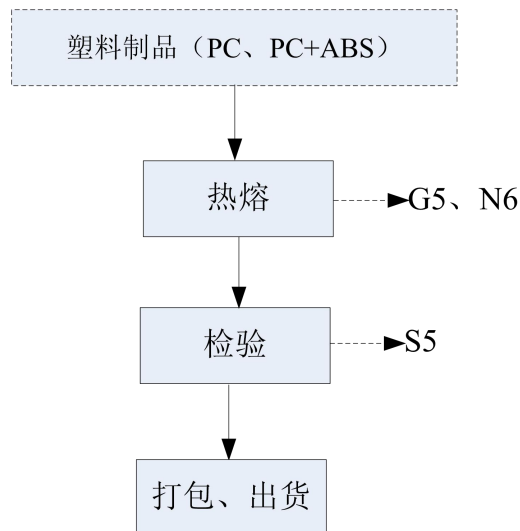 塑料制品（PC、PC+ABS）
热熔
G5、N6
检验
S5
打包、出货